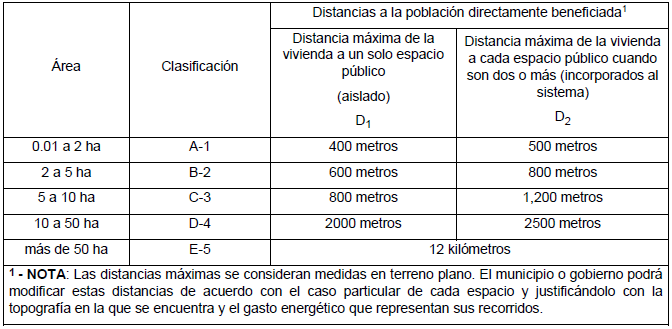 Distancias a la población directamente beneficiada1
Área
Clasificación
Distancia máxima de la
vivienda a un solo espacio
público
(aislado)
D1
Distancia máxima de la vivienda
a cada espacio público cuando
son dos o más (incorporados al
sistema)
D2
0.01 a 2 ha A-1 400 metros 500 metros
2 a 5 ha B-2 600 metros 800 metros
5 a 10 ha C-3 800 metros 1,200 metros
10 a 50 ha D-4 2000 metros 2500 metros
más de 50 ha E-5 12 kilómetros
1 - NOTA: Las distancias máximas se consideran medidas en terreno plano. El municipio o gobierno podrá
modificar estas distancias de acuerdo con el caso particular de cada espacio y justificándolo con la
topografía en la que se encuentra y el gasto energético que representan sus recorridos.